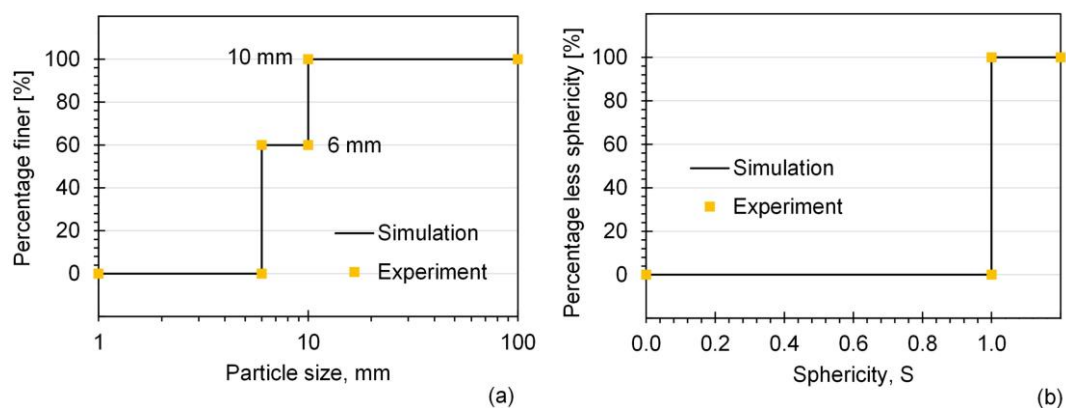 Percentage finer [%]
100
80
60
40
20
0
10 mm
6 mm
Simulation
Experiment
1
10
100
Particle size, mm
(a)
Percentage less sphericity [%]
100
80
60
40
20
0
Simulation
Experiment
0.0
0.2
0.4
0.6
0.8
1.0
Sphericity, S
(b)